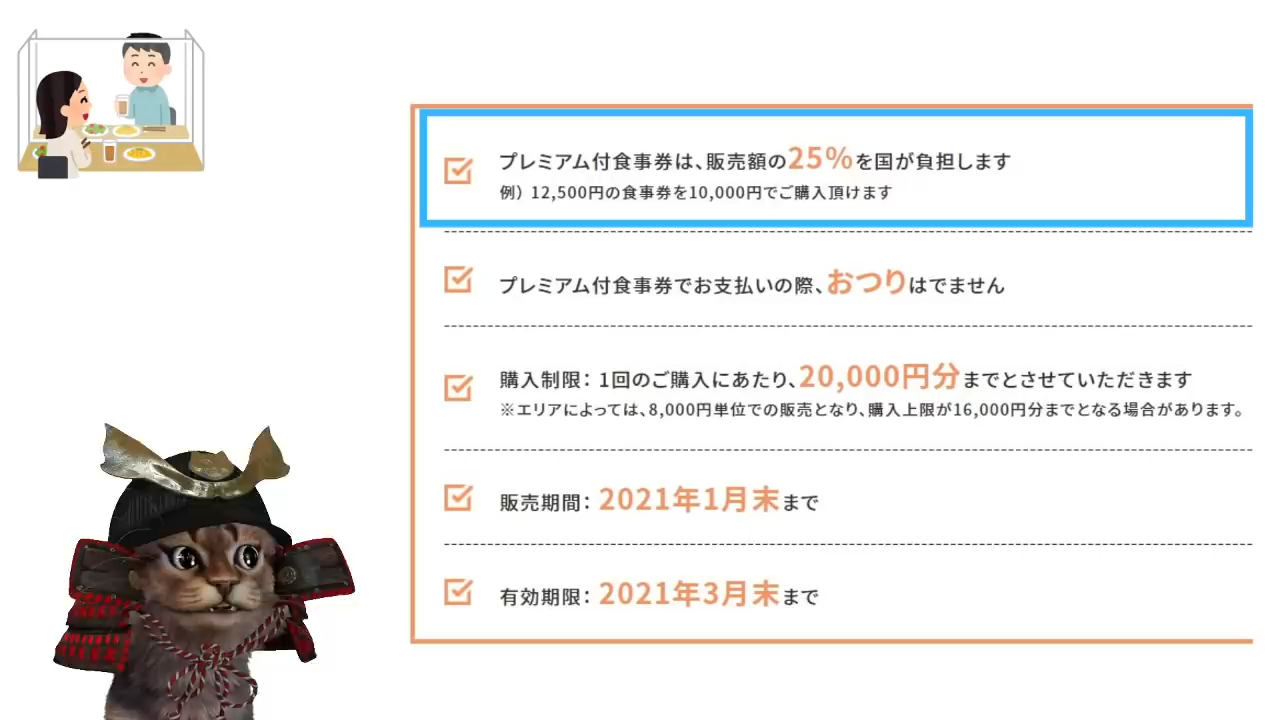 プレミアム付食事券は、販売額の25%を国が負担します
例）12,500円の食事券を10,000円でご購入頂けます
プレミアム付食事券でお支払いの際、おつりはでません
購入制限：1回のご購入にあたり、20,000円分までとさせていただきます
※エリアによっては、8,000円単位での販売となり、購入上限が16,000円分までとなる場合があります。
販売期間：2021年1月末まで
有効期限：2021年3月末まで